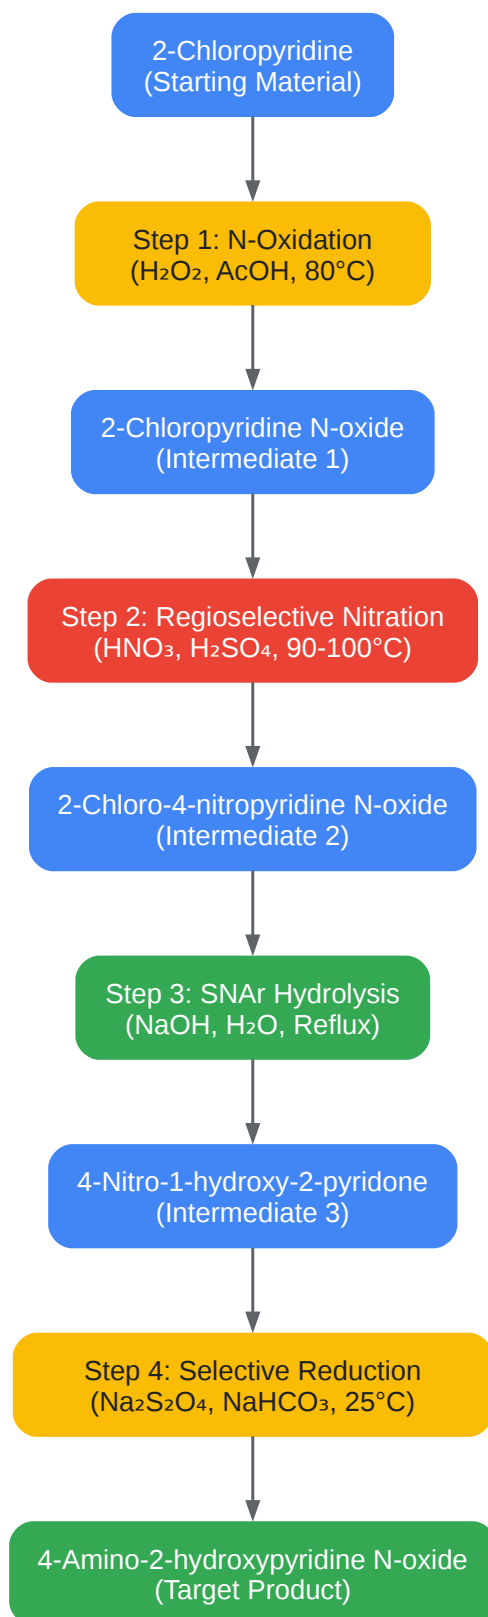 2-Chloropyridine
(Starting Material)
Step 1: N-Oxidation
(H₂O₂, AcOH, 80°C)
2-Chloropyridine N-oxide
(Intermediate 1)
Step 2: Regioselective Nitration
(HNO₃, H₂SO₄, 90-100°C)
2-Chloro-4-nitropyridine N-oxide
(Intermediate 2)
Step 3: SNAr Hydrolysis
(NaOH, H₂O, Reflux)
4-Nitro-1-hydroxy-2-pyridone
(Intermediate 3)
Step 4: Selective Reduction
(Na₂S₂O₄, NaHCO₃, 25°C)
4-Amino-2-hydroxypyridine N-oxide
(Target Product)